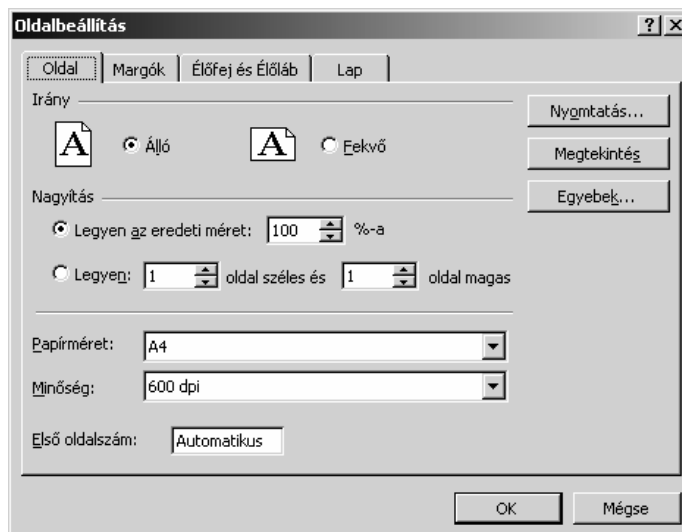 Oldalbeállítás
Oldal Margók Élőfej és Élőláb Lap
Irány
A Álló A Fekvő
Nyomtatás...
Megtekintés
Egyebek...
Nagyítás
Legyen az eredeti méret: 100 %-a
Legyen: 1 oldal széles és 1 oldal magas
Papírméret: A4
Minőség: 600 dpi
Első oldalszám: Automatikus
OK Mégse